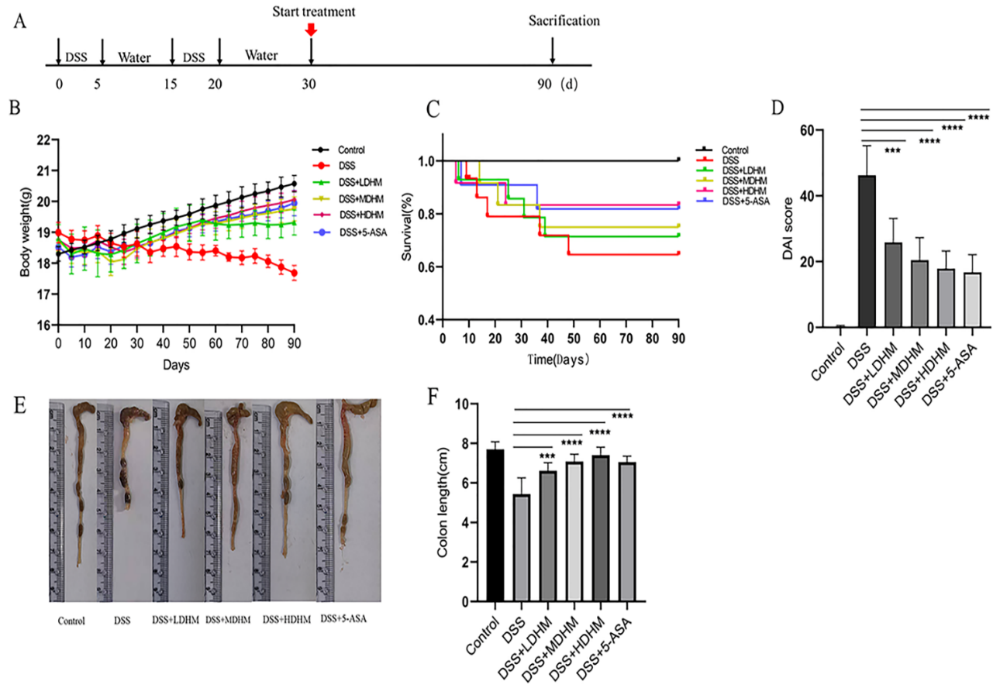 A
Start treatment
Sacrification
DSS
Water
DSS
Water
0
5
15
20
30
90 (d)
B
Body weight(g)
22
21
20
19
18
17
16
0 10 20 30 40 50 60 70 80 90
Days
Control
DSS
DSS+LDHM
DSS+MDHM
DSS+HDHM
DSS+5-ASA
C
Survival(%)
1.0
0.8
0.6
0.4
0 10 20 30 40 50 60 70 80 90
Time(Days)
Control
DSS
DSS+LDHM
DSS+MDHM
DSS+HDHM
DSS+5-ASA
D
DAI score
60
40
20
0
****
****
****
***
Control
DSS
DSS+LDHM
DSS+MDHM
DSS+HDHM
DSS+5-ASA
E
Control
DSS
DSS+LDHM
DSS+MDHM
DSS+HDHM
DSS+5-ASA
F
Colon length(cm)
10
8
6
4
2
0
****
****
****
***
Control
DSS
DSS+LDHM
DSS+MDHM
DSS+HDHM
DSS+5-ASA